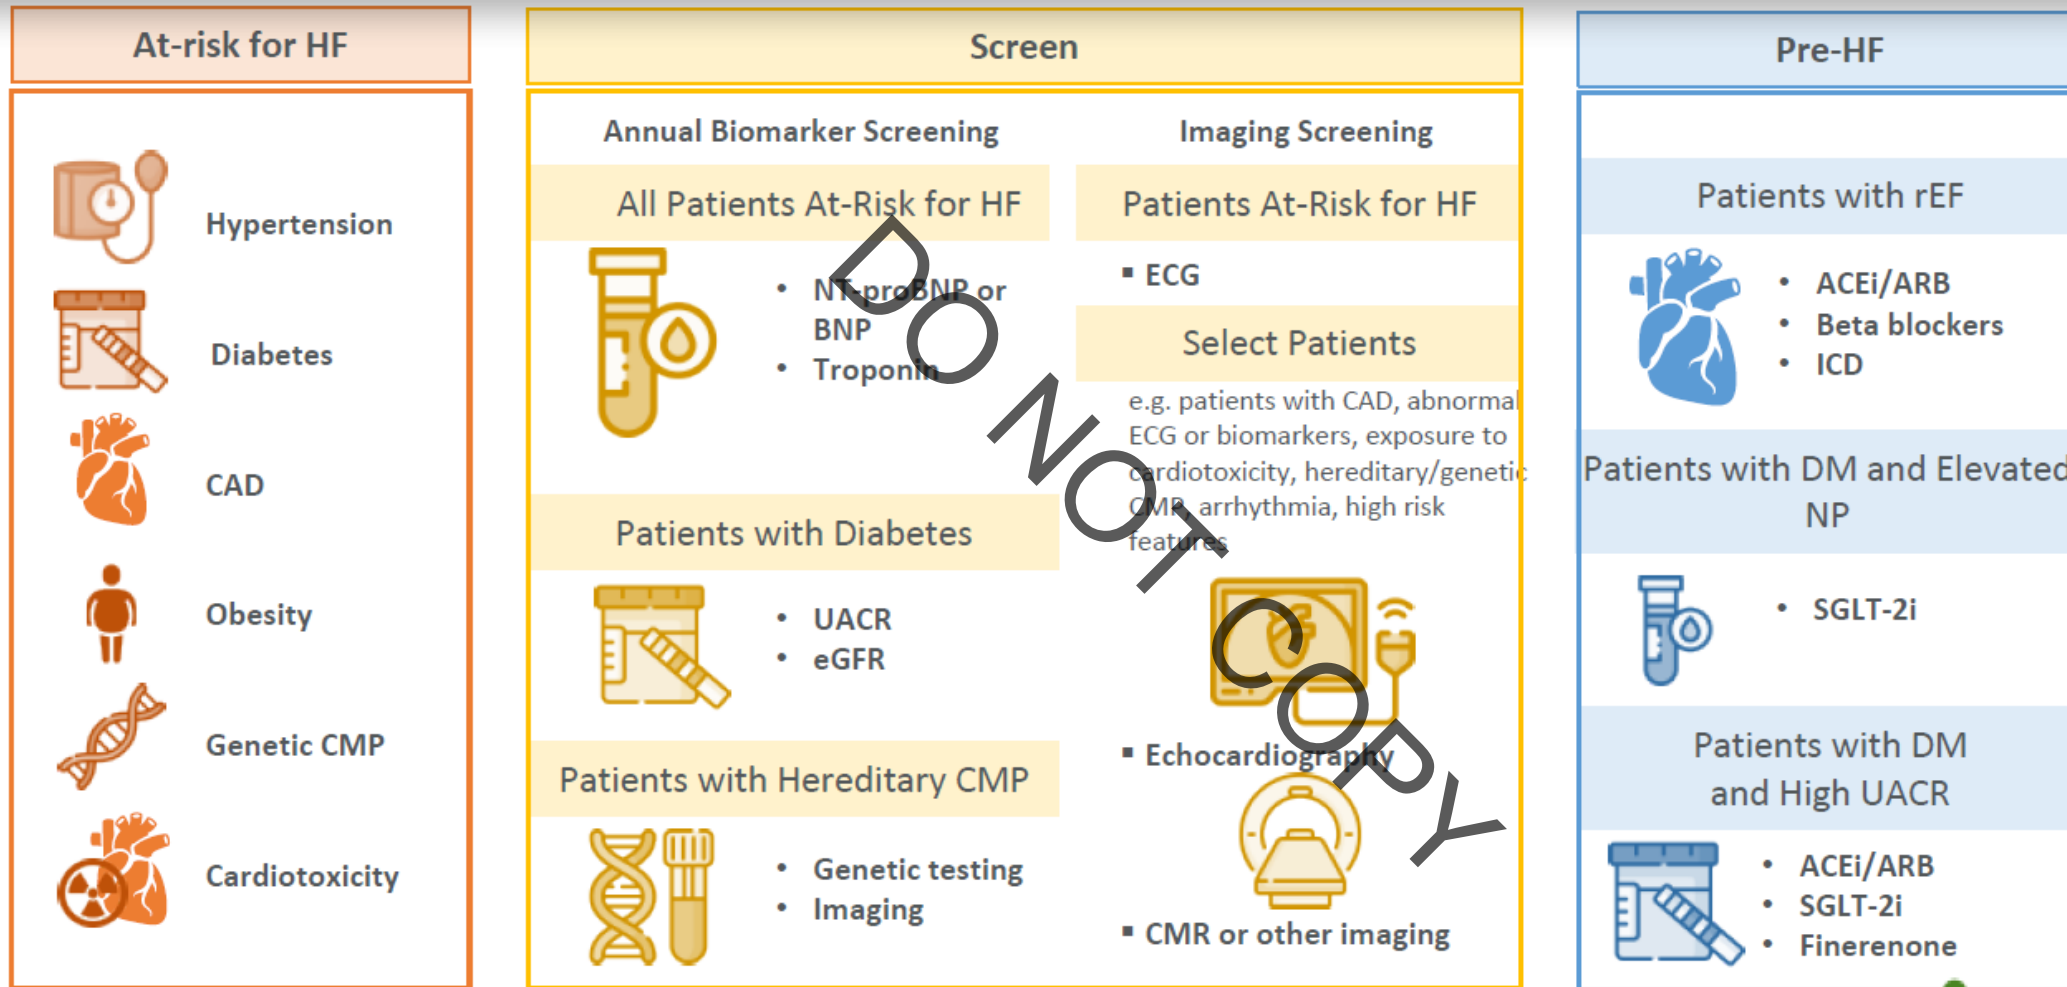 At-risk for HF
Hypertension
Diabetes
CAD
Obesity
Genetic CMP
Cardiotoxicity
Screen
Annual Biomarker Screening
All Patients At-Risk for HF
• NT-proBNP or
BNP
• Troponin
Patients with Diabetes
• UACR
• eGFR
Patients with Hereditary CMP
• Genetic testing
• Imaging
Imaging Screening
Patients At-Risk for HF
▪ ECG
Select Patients
e.g. patients with CAD, abnormal
ECG or biomarkers, exposure to
cardiotoxicity, hereditary/genetic
CMP, arrhythmia, high risk
features
▪ Echocardiography
▪ CMR or other imaging
Pre-HF
Patients with rEF
• ACEi/ARB
• Beta blockers
• ICD
Patients with DM and Elevated
NP
• SGLT-2i
Patients with DM
and High UACR
• ACEi/ARB
• SGLT-2i
• Finerenone
DO NOT COPY